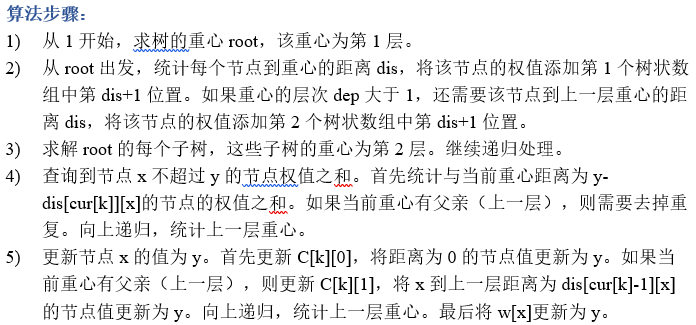 算法步骤：
1) 从 1 开始，求树的重心 root，该重心为第 1 层。
2) 从 root 出发，统计每个节点到重心的距离 dis，将该节点的权值添加第 1 个树状数
组中第 dis+1 位置。如果重心的层次 dep 大于 1，还需要该节点到上一层重心的距
离 dis，将该节点的权值添加第 2 个树状数组中第 dis+1 位置。
3) 求解 root 的每个子树，这些子树的重心为第 2 层。继续递归处理。
4) 查询到节点 x 不超过 y 的节点权值之和。首先统计与当前重心距离为 y-
dis[cur[k]][x]的节点的权值之和。如果当前重心有父亲（上一层），则需要去掉重
复。向上递归，统计上一层重心。
5) 更新节点 x 的值为 y。首先更新 C[k][0]，将距离为 0 的节点值更新为 y。如果当
前重心有父亲（上一层），则更新 C[k][1]，将 x 到上一层距离为 dis[cur[k]-1][x]
的节点值更新为 y。向上递归，统计上一层重心。最后将 w[x]更新为 y。